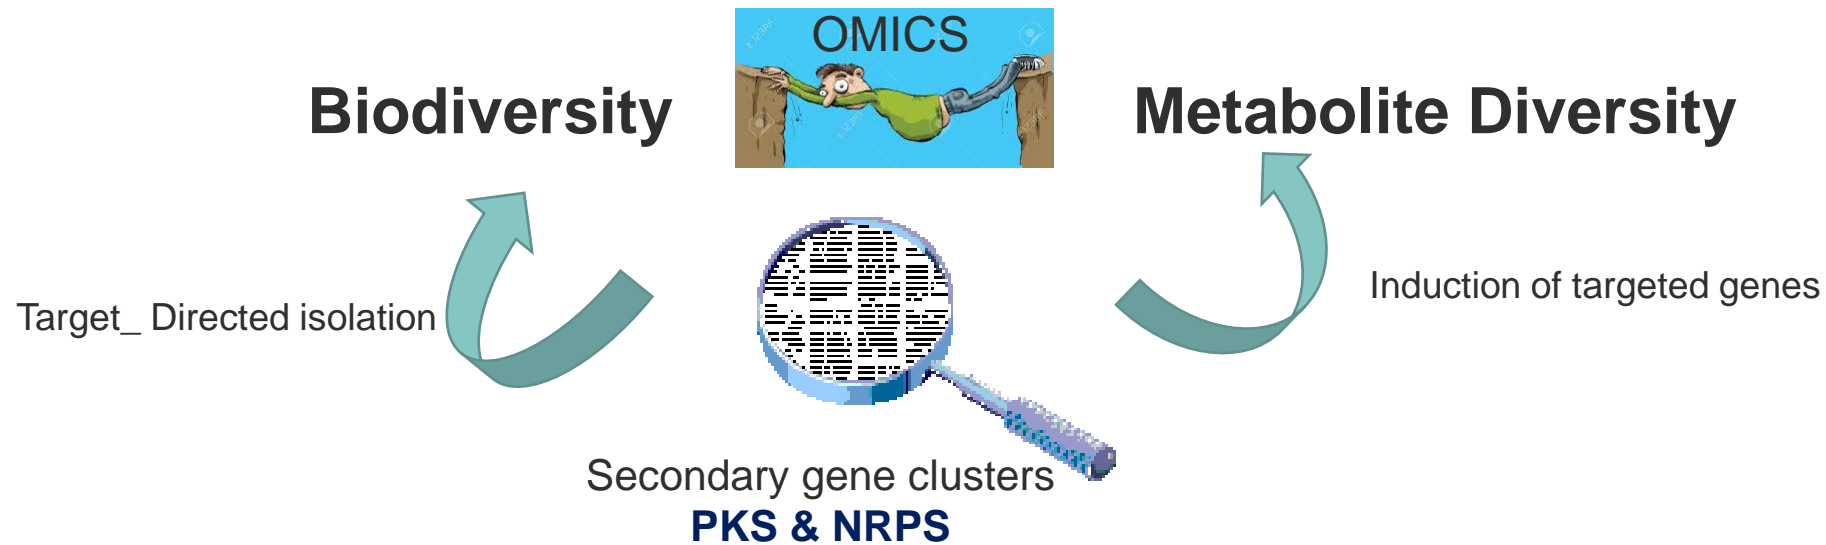 OMICS
Biodiversity
Metabolite Diversity
Target_ Directed isolation
Induction of targeted genes
Secondary gene clusters
PKS & NRPS